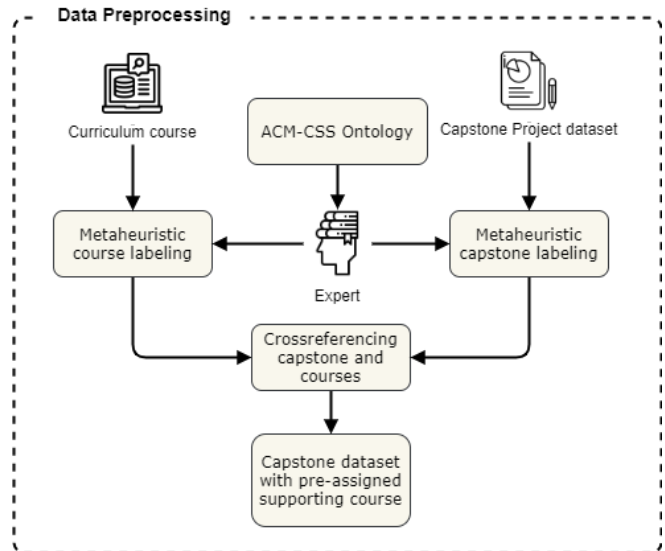 Data Preprocessing
Curriculum course
ACM-CSS Ontology
Capstone Project dataset
Metaheuristic
course labeling
Expert
Metaheuristic
capstone labeling
Crossreferencing
capstone and
courses
Capstone dataset
with pre-assigned
supporting course